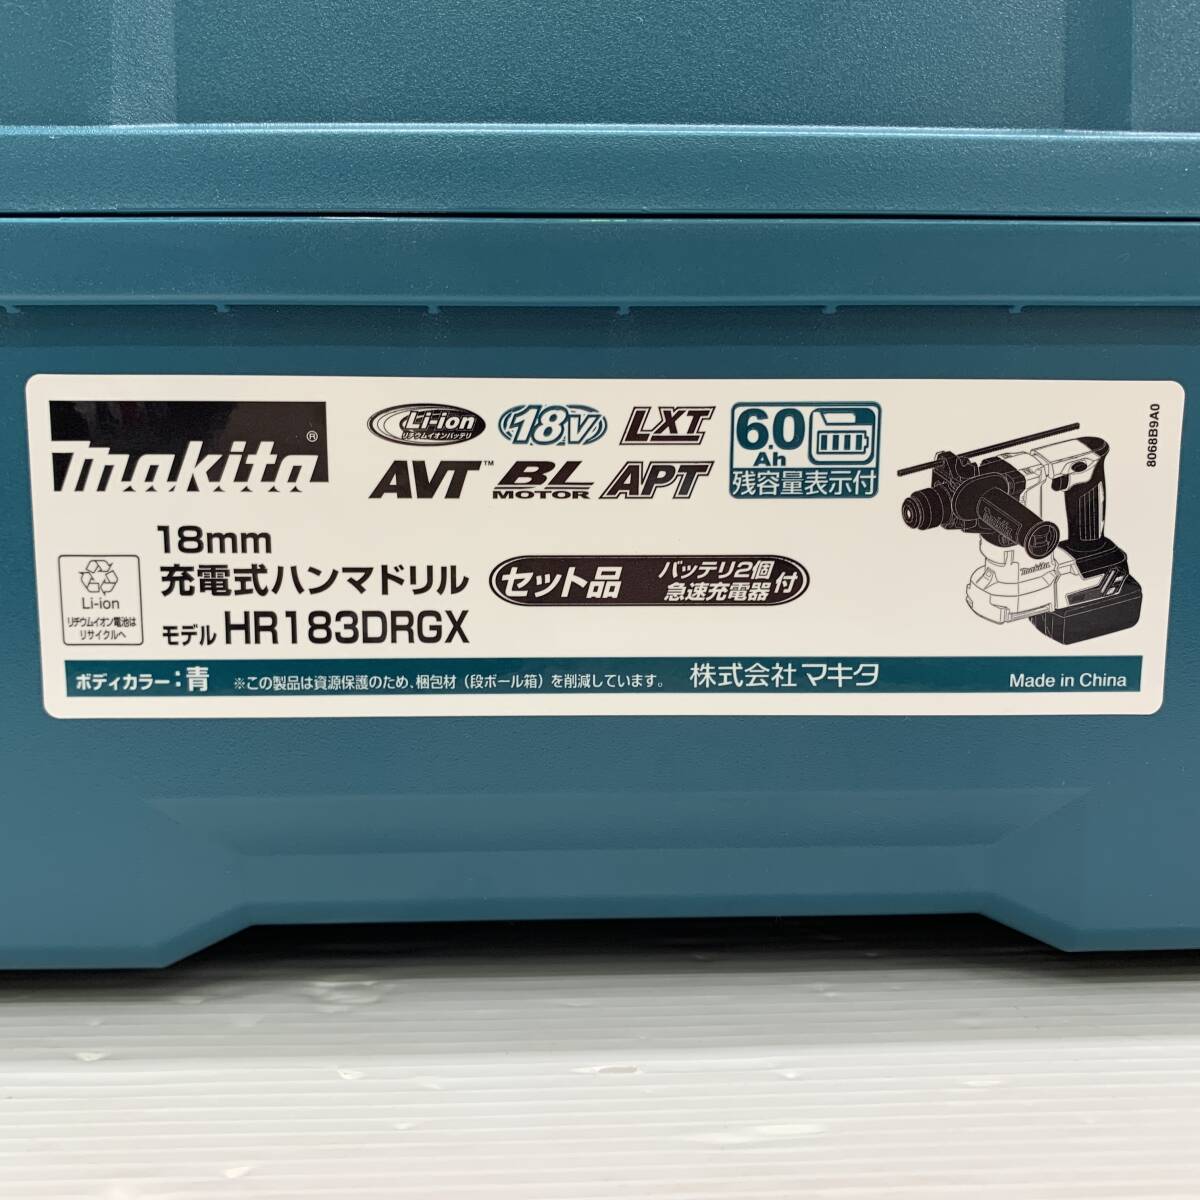 makita®
Li-ion
リチウムイオンバッテリ
18V
LXT
6.0
Ah
残容量表示付
AVT™
BL
MOTOR
APT
8068B9A0
18mm
充電式ハンマドリル
モデル HR183DRGX
セット品 バッテリ2個
急速充電器 付
Li-ion
リチウムイオン電池は
リサイクルへ
makita
makita
ボディカラー：青 ※この製品は資源保護のため、梱包材（段ボール箱）を削減しています。 株式会社 マキタ Made in China